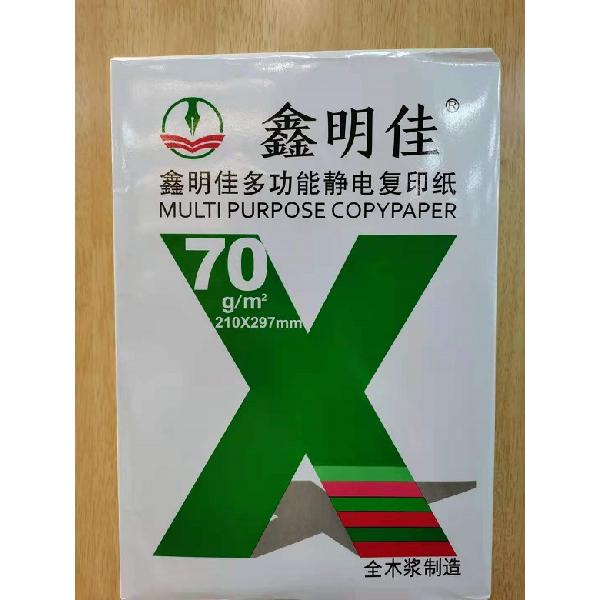 鑫明佳®
鑫明佳多功能静电复印纸
MULTI PURPOSE COPYPAPER
70
g/m²
210X297mm
X
全木浆制造